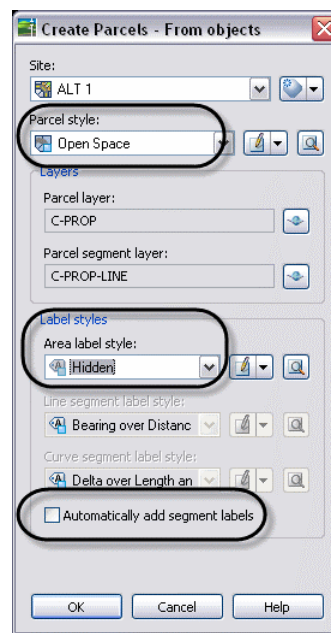 Create Parcels - From objects
Site:
ALT 1
Parcel style:
Open Space
Layers
Parcel layer:
C-PROP
Parcel segment layer:
C-PROP-LINE
Label styles
Area label style:
Hidden
Line segment label style:
Bearing over Distanc
Curve segment label style:
Delta over Length an
Automatically add segment labels
OK Cancel Help